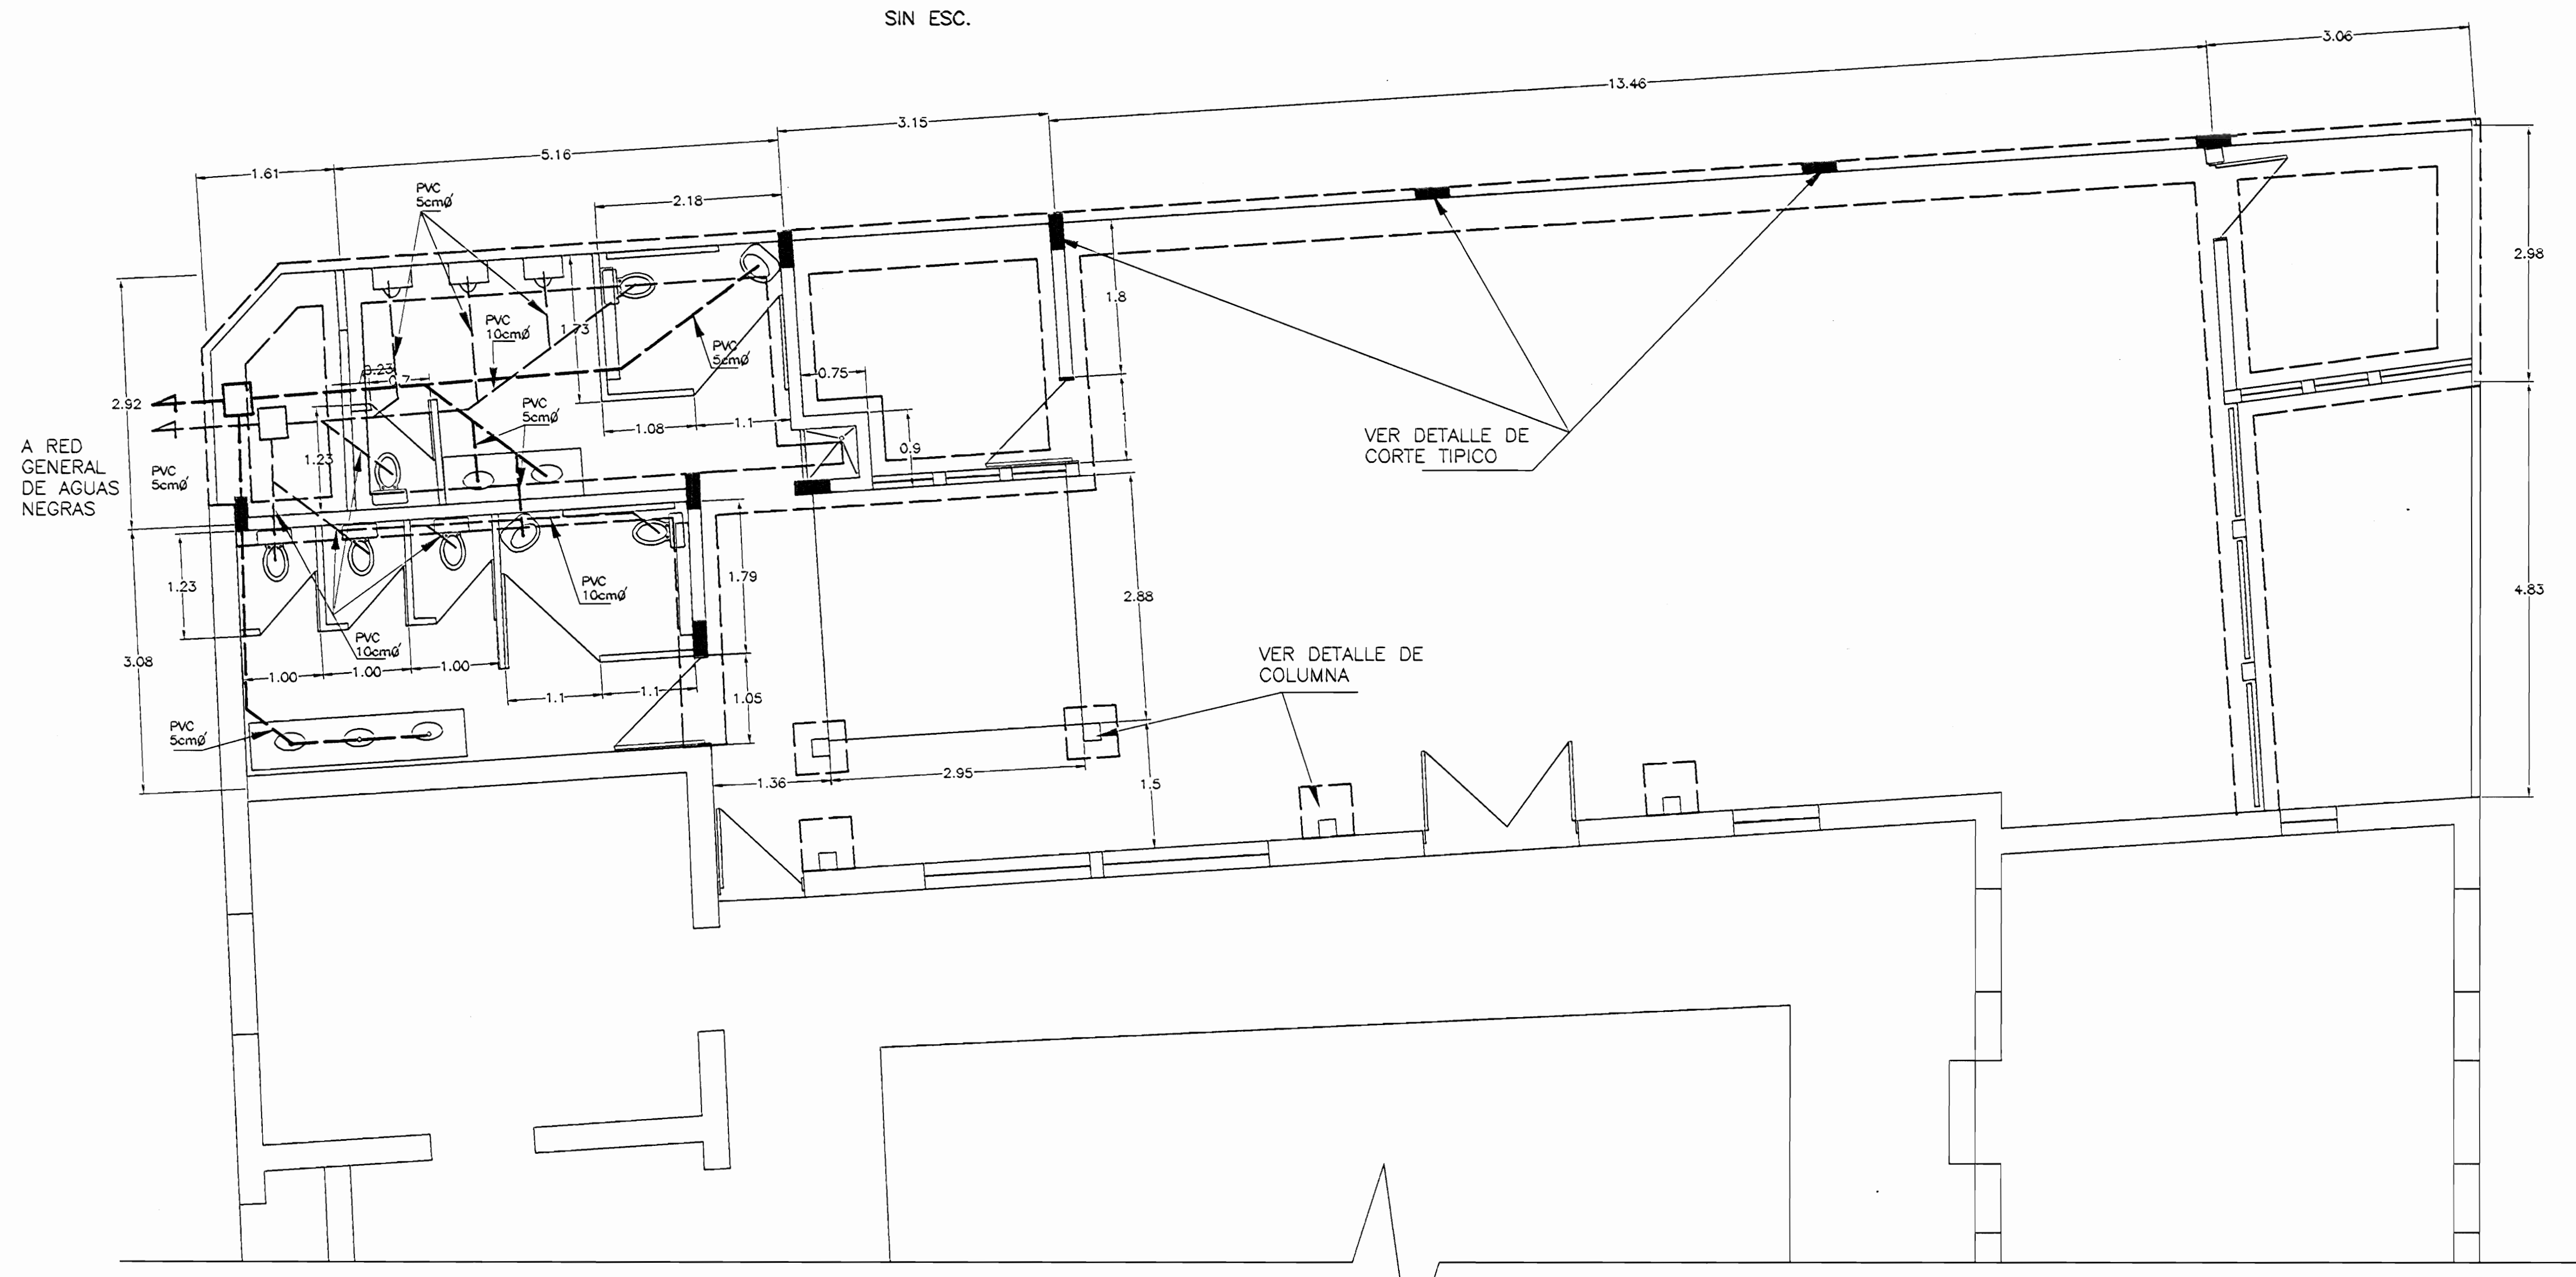 SIN ESC.
3.06
13.46
3.15
5.16
1.61
2.18
PVC
5cmØ
2.98
1.8
PVC
10cmØ
1.73
PVC
5cmØ
0.23
0.7
0.75
2.92
PVC
5cmØ
1.08
1.1
1
0.9
VER DETALLE DE
CORTE TIPICO
A RED
GENERAL
DE AGUAS
NEGRAS
PVC
5cmØ
1.23
1.23
1.79
2.88
4.83
PVC
10cmØ
PVC
10cmØ
3.08
1.00
1.00
1.00
1.1
1.1
1.05
VER DETALLE DE
COLUMNA
PVC
5cmØ
1.36
2.95
1.5